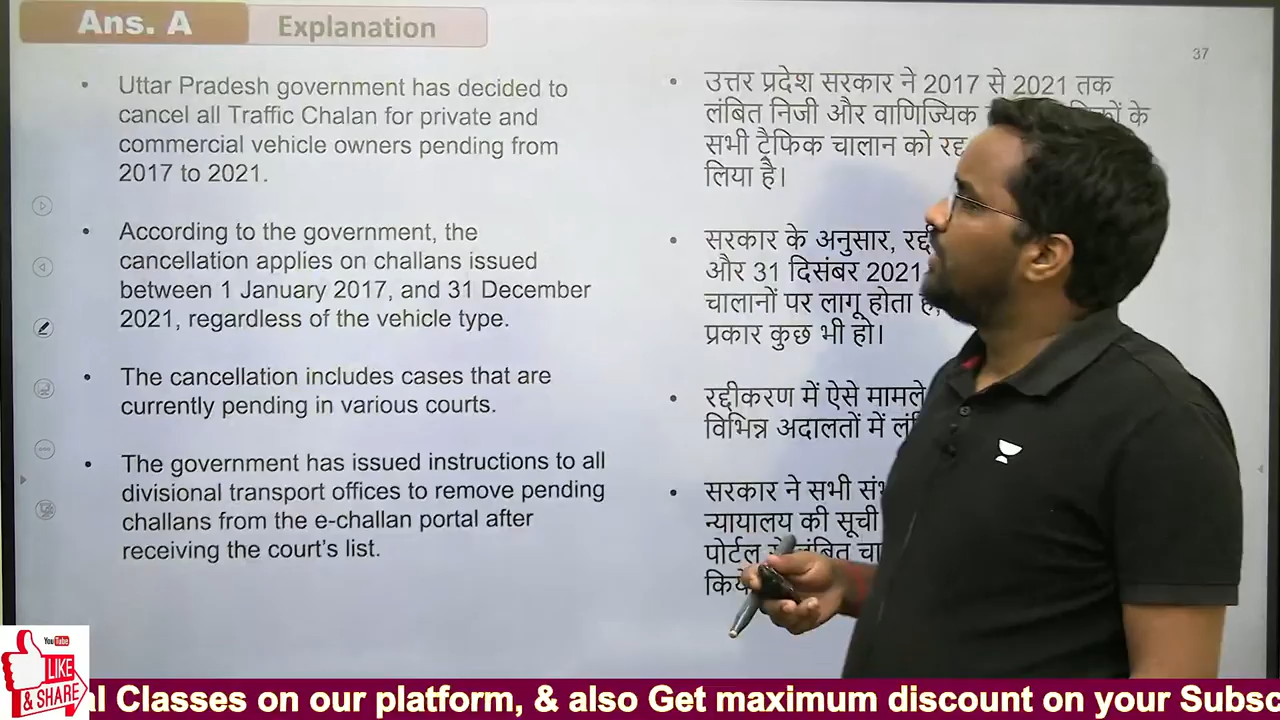 Ans. A
Explanation
37
• Uttar Pradesh government has decided to
cancel all Traffic Chalan for private and
commercial vehicle owners pending from
2017 to 2021.
• According to the government, the
cancellation applies on challans issued
between 1 January 2017, and 31 December
2021, regardless of the vehicle type.
• The cancellation includes cases that are
currently pending in various courts.
• The government has issued instructions to all
divisional transport offices to remove pending
challans from the e-challan portal after
receiving the court's list.
• उत्तर प्रदेश सरकार ने 2017 से 2021 तक
लंबित निजी और वाणिज्यिक के
सभी ट्रैफिक चालान को
लिया है।
• सरकार के अनुसार,
और 31 दिसंबर 2021
चालानों पर लागू होता
प्रकार कुछ भी हो।
• रद्दीकरण में ऐसे मामले
विभिन्न अदालतों में
• सरकार ने सभी
न्यायालय की सूची
पोर्टल से लंबित
YouTube
LIKE
& SHARE
Classes on our platform, & also Get maximum discount on your